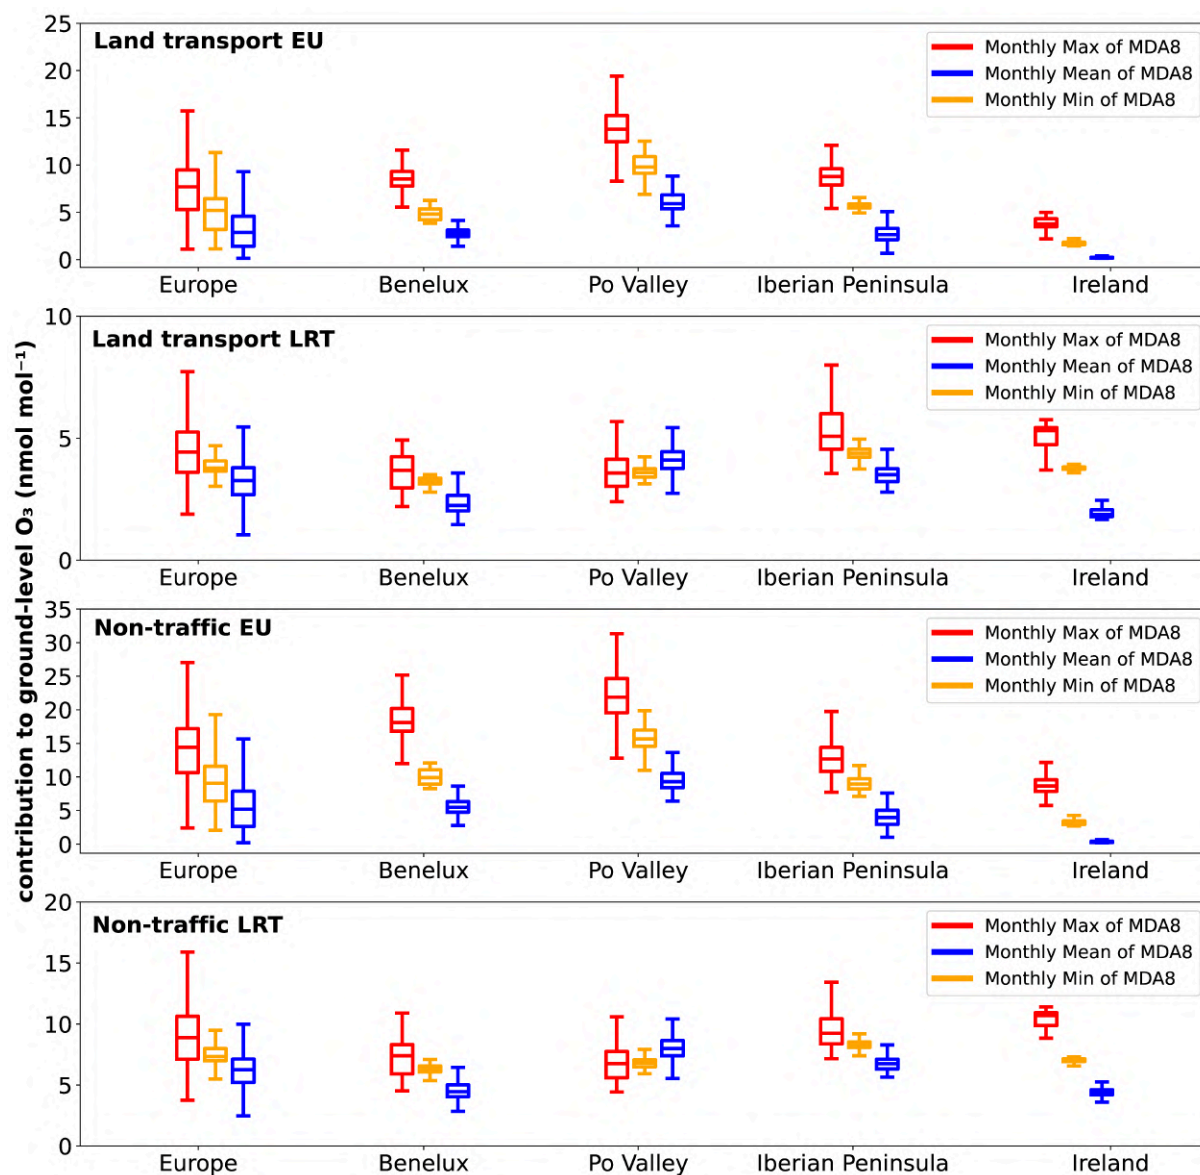 contribution to ground-level O₃ (nmol mol⁻¹)
Land transport EU
25
20
15
10
5
0
Monthly Max of MDA8
Monthly Mean of MDA8
Monthly Min of MDA8
Europe Benelux Po Valley Iberian Peninsula Ireland
Land transport LRT
10
5
0
Monthly Max of MDA8
Monthly Mean of MDA8
Monthly Min of MDA8
Europe Benelux Po Valley Iberian Peninsula Ireland
Non-traffic EU
35
30
25
20
15
10
5
0
Monthly Max of MDA8
Monthly Mean of MDA8
Monthly Min of MDA8
Europe Benelux Po Valley Iberian Peninsula Ireland
Non-traffic LRT
20
15
10
5
0
Monthly Max of MDA8
Monthly Mean of MDA8
Monthly Min of MDA8
Europe Benelux Po Valley Iberian Peninsula Ireland